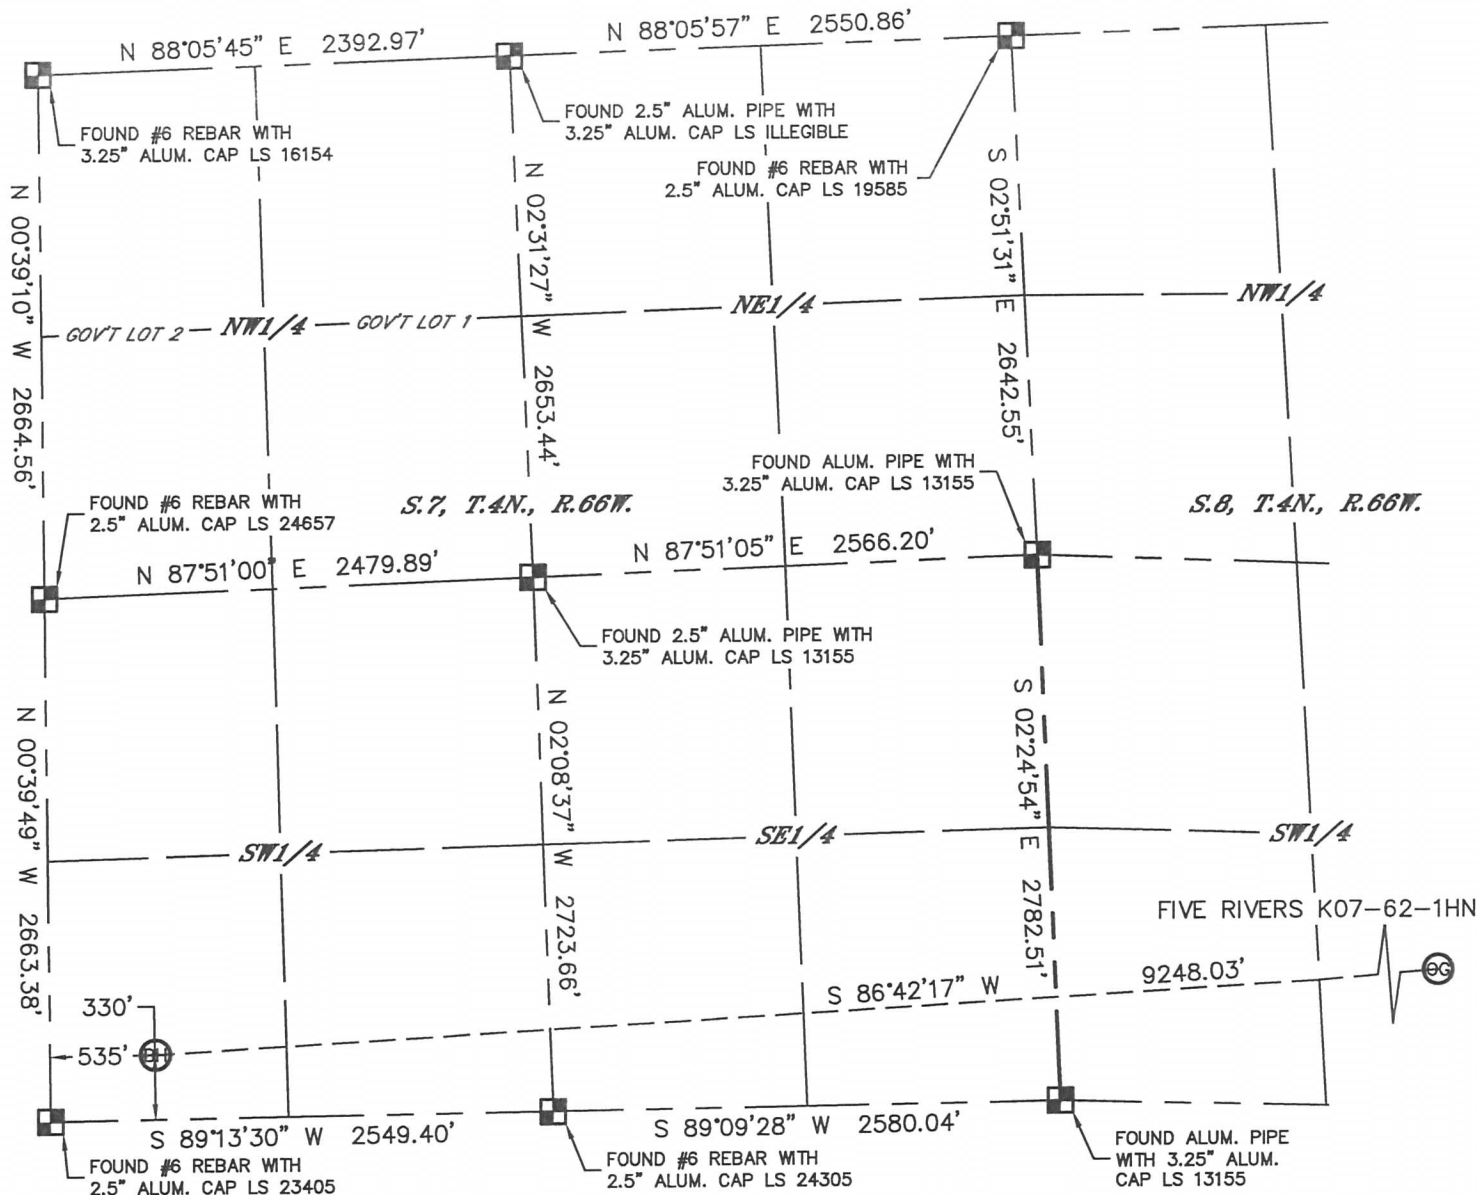 N 88°05'45" E 2392.97'
N 88°05'57" E 2550.86'
FOUND #6 REBAR WITH
3.25" ALUM. CAP LS 16154
FOUND 2.5" ALUM. PIPE WITH
3.25" ALUM. CAP LS ILLEGIBLE
FOUND #6 REBAR WITH
2.5" ALUM. CAP LS 19585
N 00°39'10" W 2664.56'
N 02°31'27" W 2653.44'
S 02°51'31" E 2642.55'
GOV'T LOT 2
NW1/4
GOV'T LOT 1
NE1/4
NW1/4
FOUND #6 REBAR WITH
2.5" ALUM. CAP LS 24657
S.7, T.4N., R.66W.
FOUND ALUM. PIPE WITH
3.25" ALUM. CAP LS 13155
S.8, T.4N., R.66W.
N 87°51'00" E 2479.89'
N 87°51'05" E 2566.20'
FOUND 2.5" ALUM. PIPE WITH
3.25" ALUM. CAP LS 13155
N 00°39'49" W 2663.38'
N 02°08'37" W 2723.66'
S 02°24'54" E 2782.51'
SW1/4
SE1/4
SW1/4
FIVE RIVERS K07-62-1HN
OG
S 86°42'17" W 9248.03'
330'
535'
BH
S 89°13'30" W 2549.40'
S 89°09'28" W 2580.04'
FOUND #6 REBAR WITH
2.5" ALUM. CAP LS 23405
FOUND #6 REBAR WITH
2.5" ALUM. CAP LS 24305
FOUND ALUM. PIPE
WITH 3.25" ALUM.
CAP LS 13155